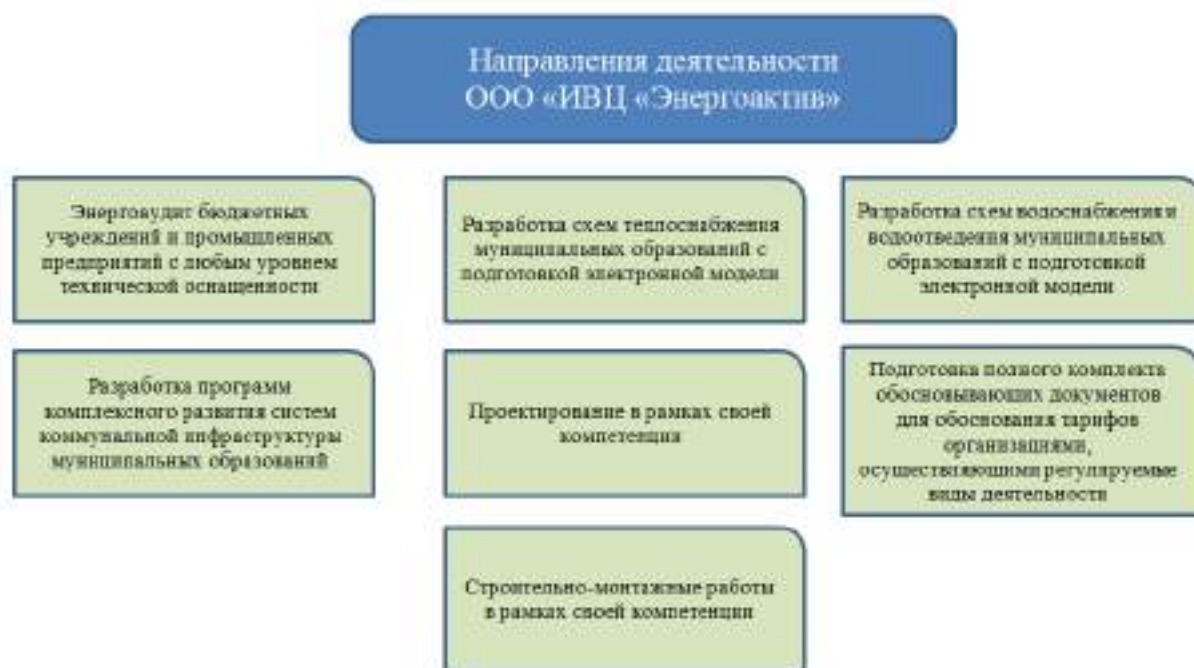 Направления деятельности
ООО «ИВЦ «Энергоактив»
Энергоаудит бюджетных
учреждений и промышленных
предприятий с любым уровнем
технической оснащенности
Разработка схем теплоснабжения
муниципальных образований с
подготовкой электронной модели
Разработка схем водоснабжения и
водоотведения муниципальных
образований с подготовкой
электронной модели
Разработка программ
комплексного развития систем
коммунальной инфраструктуры
муниципальных образований
Проектирование в рамках своей
компетенции
Подготовка полного комплекта
обосновывающих документов
для обоснования тарифов
организациями,
осуществляющими регулируемые
виды деятельности
Строительно-монтажные работы
в рамках своей компетенции